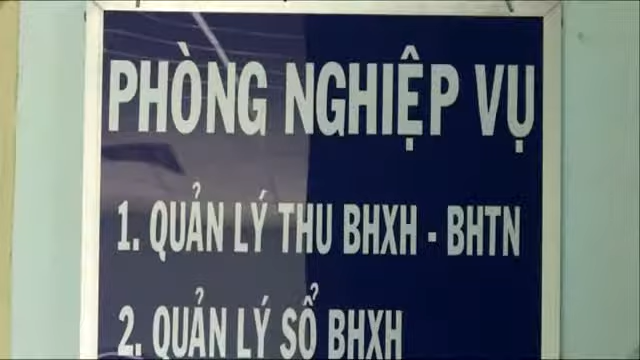 PHÒNG NGHIỆP VỤ
1. QUẢN LÝ THU BHXH - BHTN
2. QUẢN LÝ SỔ BHXH